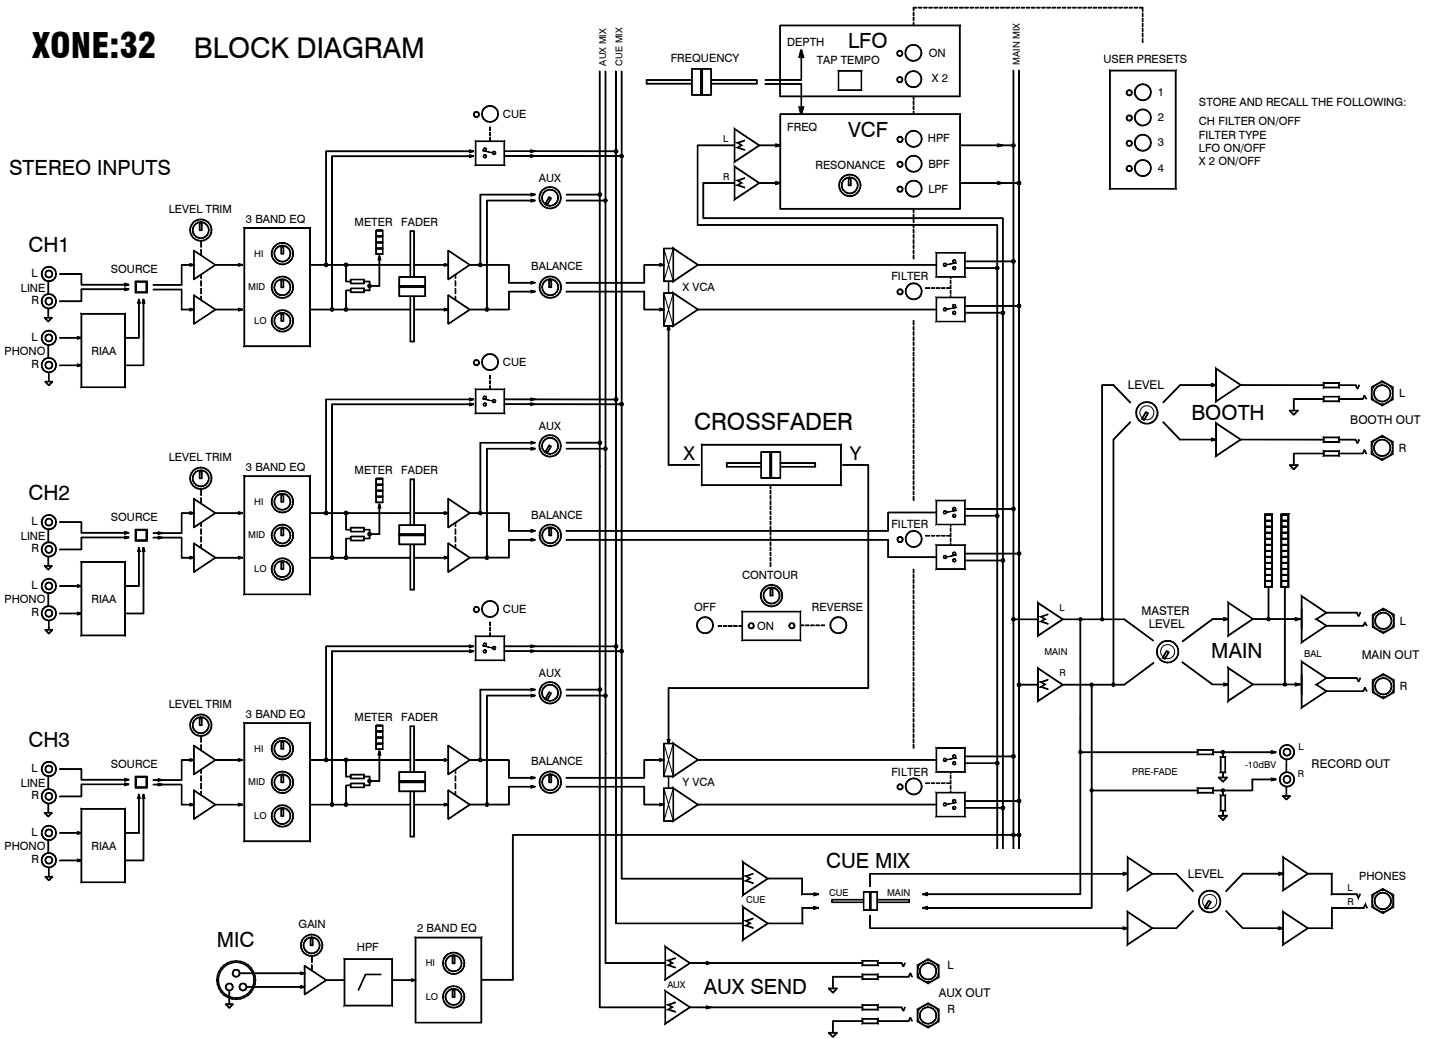 XONE:32 BLOCK DIAGRAM
STEREO INPUTS
AUX MIX
CUE MIX
MAIN MIX
FREQUENCY
DEPTH
LFO
TAP TEMPO
ON
X 2
FREQ
VCF
RESONANCE
HPF
BPF
LPF
L
R
USER PRESETS
1
2
3
4
STORE AND RECALL THE FOLLOWING:
CH FILTER ON/OFF
FILTER TYPE
LFO ON/OFF
X 2 ON/OFF
CH1
L
LINE
R
L
PHONO
R
RIAA
SOURCE
LEVEL TRIM
3 BAND EQ
HI
MID
LO
METER
FADER
CUE
AUX
BALANCE
X VCA
FILTER
CH2
L
LINE
R
L
PHONO
R
RIAA
SOURCE
LEVEL TRIM
3 BAND EQ
HI
MID
LO
METER
FADER
CUE
AUX
BALANCE
FILTER
CROSSFADER
X
Y
CONTOUR
OFF
ON
REVERSE
CH3
L
LINE
R
L
PHONO
R
RIAA
SOURCE
LEVEL TRIM
3 BAND EQ
HI
MID
LO
METER
FADER
CUE
AUX
BALANCE
Y VCA
FILTER
LEVEL
BOOTH
L
BOOTH OUT
R
L
MAIN
R
MASTER
LEVEL
MAIN
BAL
L
MAIN OUT
R
PRE-FADE
-10dBV
L
R
RECORD OUT
CUE MIX
CUE
CUE
MAIN
LEVEL
PHONES
L
R
MIC
GAIN
HPF
2 BAND EQ
HI
LO
AUX
AUX SEND
L
AUX OUT
R